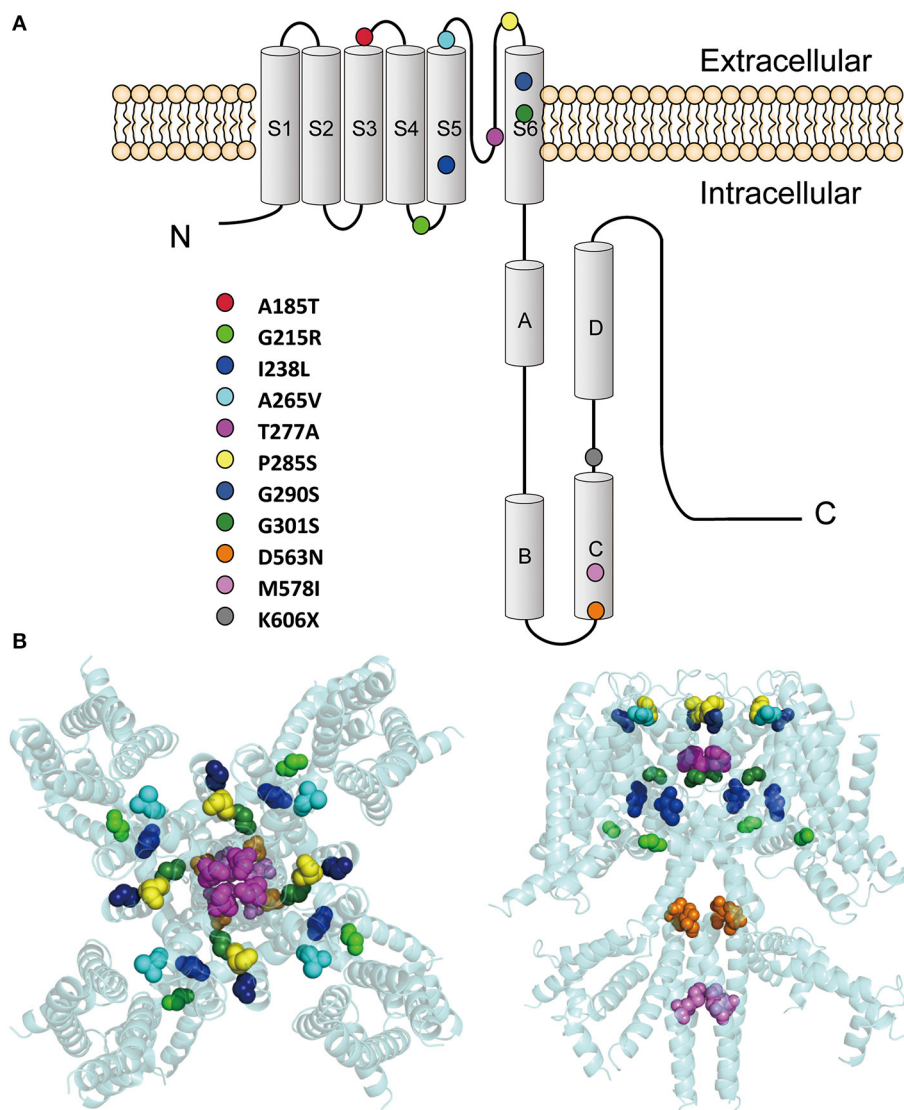 A
Extracellular
S1 S2 S3 S4 S5 S6
Intracellular
N
A185T
G215R
I238L
A265V
T277A
P285S
G290S
G301S
D563N
M578I
K606X
A D
B C
C
B